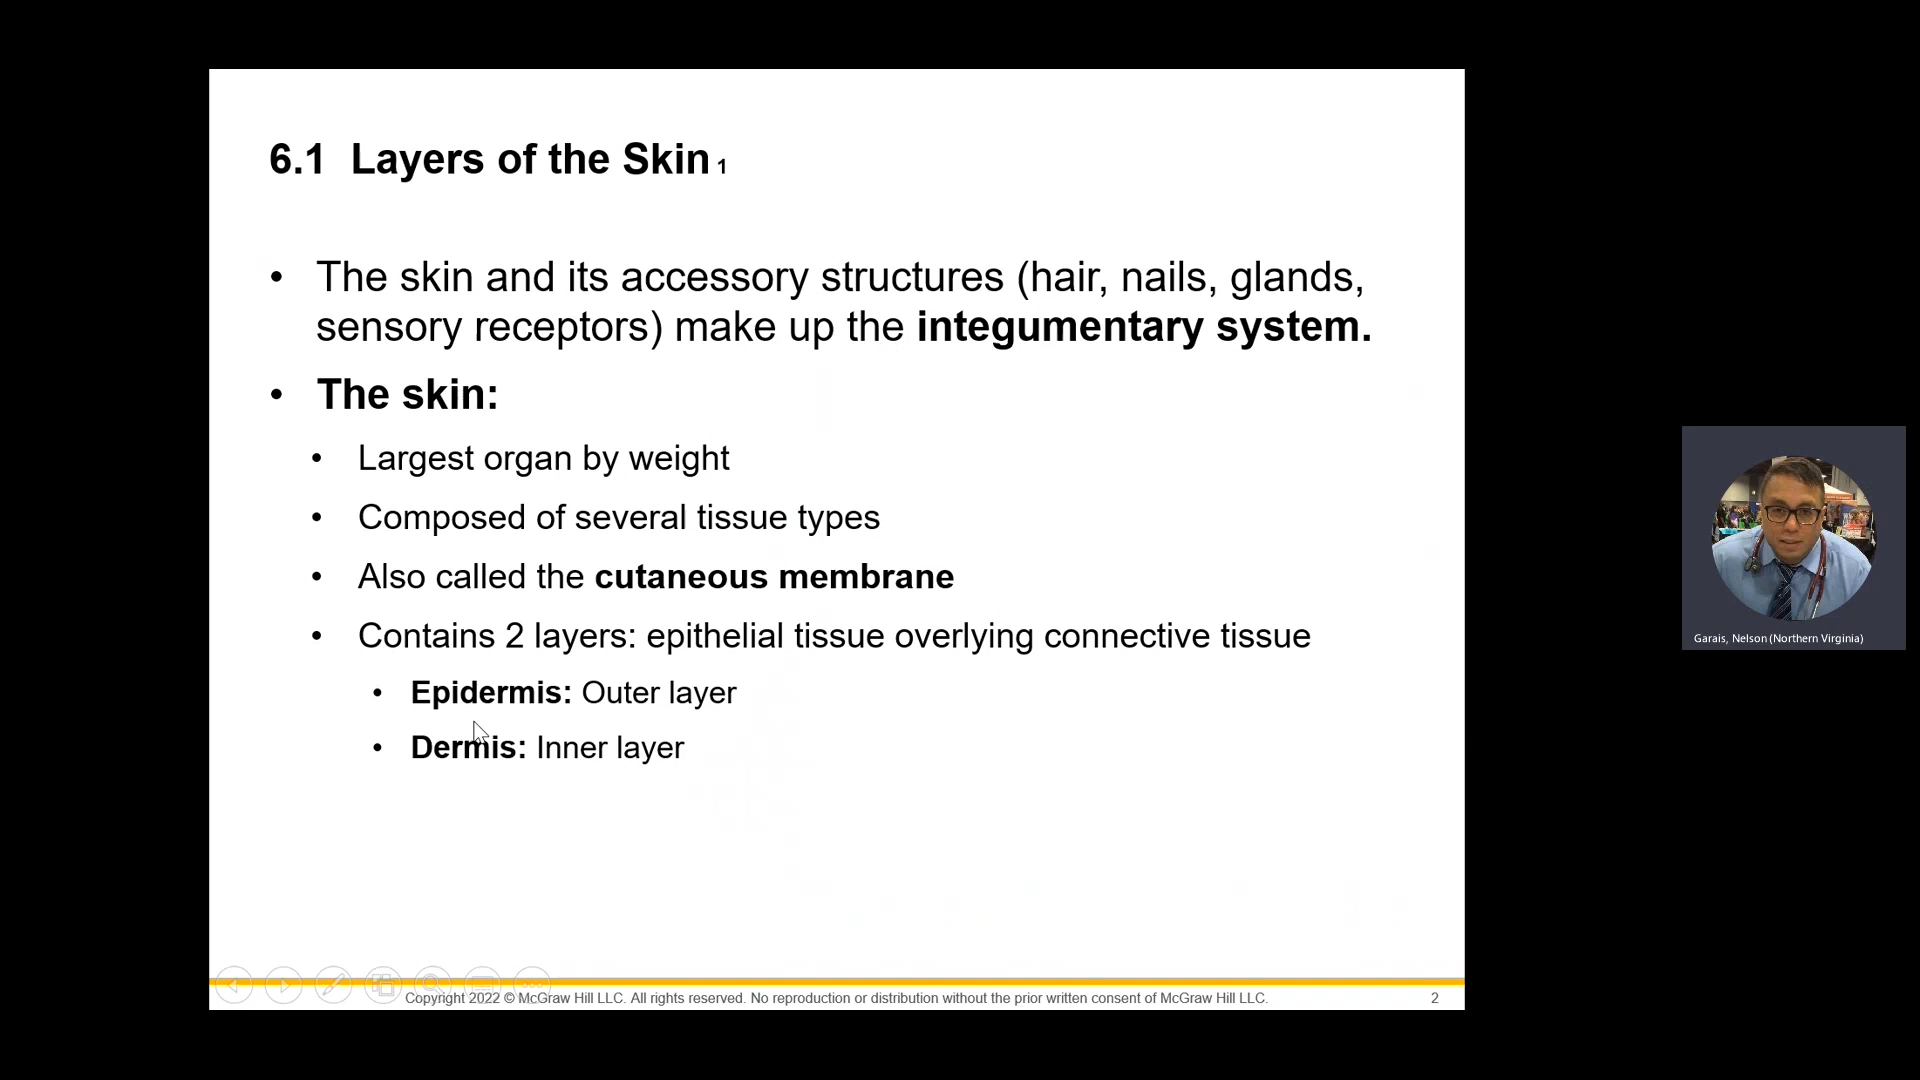 6.1 Layers of the Skin 1
• The skin and its accessory structures (hair, nails, glands,
sensory receptors) make up the integumentary system.
• The skin:
• Largest organ by weight
• Composed of several tissue types
• Also called the cutaneous membrane
• Contains 2 layers: epithelial tissue overlying connective tissue
• Epidermis: Outer layer
• Dermis: Inner layer
Garais, Nelson (Northern Virginia)
Copyright 2022 © McGraw Hill LLC. All rights reserved. No reproduction or distribution without the prior written consent of McGraw Hill LLC.
2